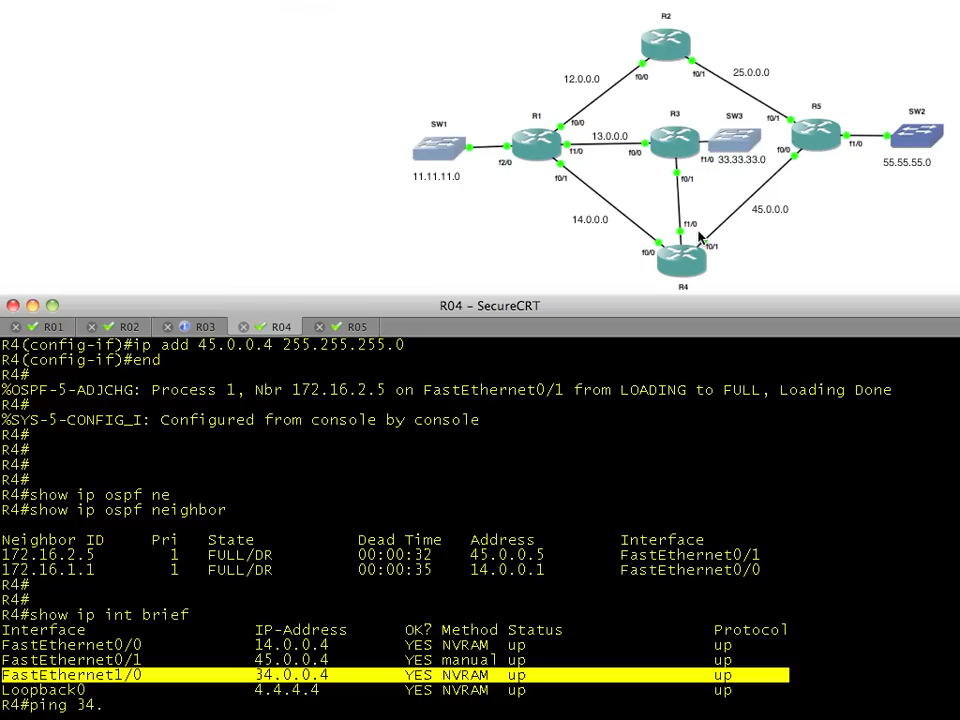 R2
f0/0
f0/1
12.0.0.0
25.0.0.0
SW1
R1
f0/0
R3
SW3
f0/1
R5
SW2
13.0.0.0
f2/0
f1/0
f0/0
f1/0
33.33.33.0
f0/0
f1/0
55.55.55.0
11.11.11.0
f0/1
f0/1
14.0.0.0
45.0.0.0
f1/0
f0/0
f0/1
R4
R04 - SecureCRT
R01 R02 R03 R04 R05
R4(config-if)#ip add 45.0.0.4 255.255.255.0
R4(config-if)#end
R4#
%OSPF-5-ADJCHG: Process 1, Nbr 172.16.2.5 on FastEthernet0/1 from LOADING to FULL, Loading Done
R4#
%SYS-5-CONFIG_I: Configured from console by console
R4#
R4#
R4#
R4#
R4#show ip ospf ne
R4#show ip ospf neighbor
Neighbor ID Pri State Dead Time Address Interface
172.16.2.5 1 FULL/DR 00:00:32 45.0.0.5 FastEthernet0/1
172.16.1.1 1 FULL/DR 00:00:35 14.0.0.1 FastEthernet0/0
R4#
R4#
R4#show ip int brief
Interface IP-Address OK? Method Status Protocol
FastEthernet0/0 14.0.0.4 YES NVRAM up up
FastEthernet0/1 45.0.0.4 YES manual up up
FastEthernet1/0 34.0.0.4 YES NVRAM up up
Loopback0 4.4.4.4 YES NVRAM up up
R4#ping 34.